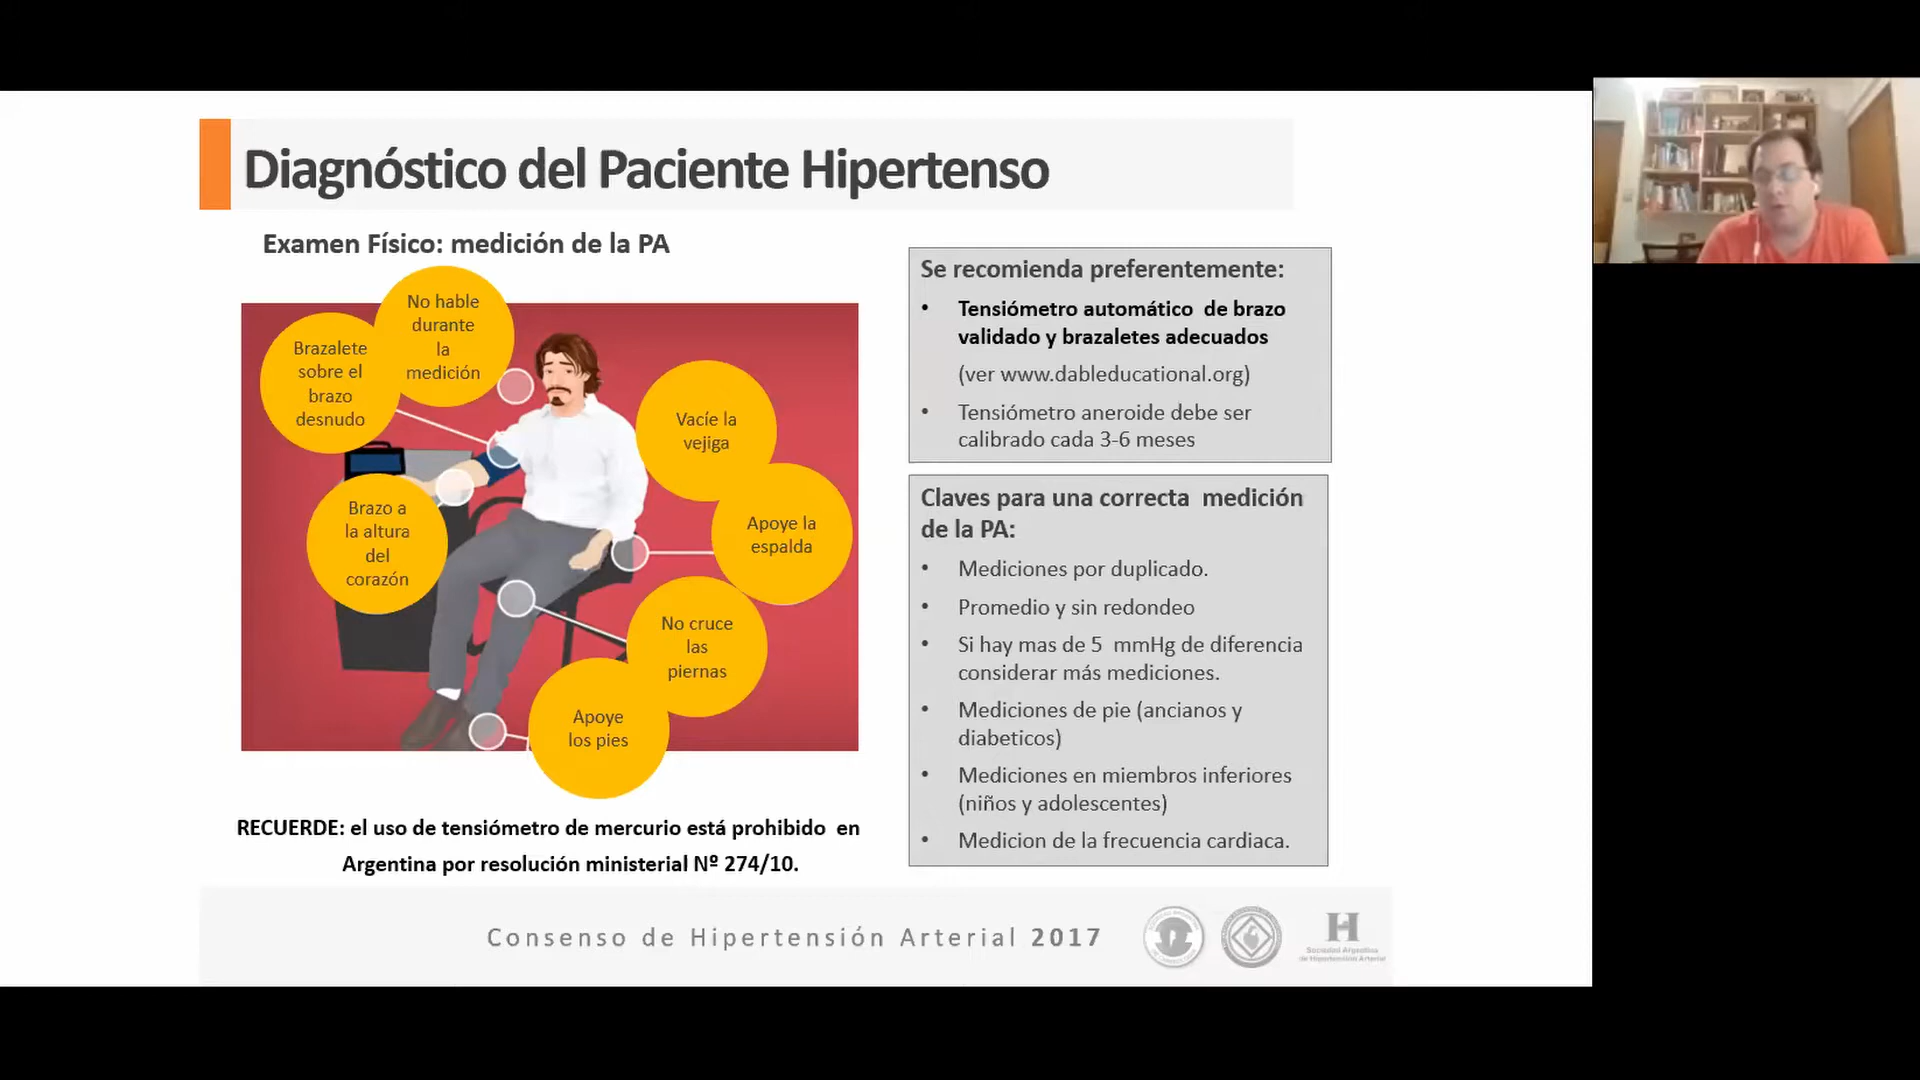 Diagnóstico del Paciente Hipertenso
Examen Físico: medición de la PA
No hable
durante
la
medición
Brazalete
sobre el
brazo
desnudo
Vacíe la
vejiga
Brazo a
la altura
del
corazón
Apoye la
espalda
No cruce
las
piernas
Apoye
los pies
RECUERDE: el uso de tensiómetro de mercurio está prohibido en
Argentina por resolución ministerial Nº 274/10.
Se recomienda preferentemente:
• Tensiómetro automático de brazo
validado y brazaletes adecuados
(ver www.dableducational.org)
• Tensiómetro aneroide debe ser
calibrado cada 3-6 meses
Claves para una correcta medición
de la PA:
• Mediciones por duplicado.
• Promedio y sin redondeo
• Si hay mas de 5 mmHg de diferencia
considerar más mediciones.
• Mediciones de pie (ancianos y
diabeticos)
• Mediciones en miembros inferiores
(niños y adolescentes)
• Medicion de la frecuencia cardiaca.
Consenso de Hipertensión Arterial 2017
H
Sociedad Argentina
de Hipertensión Arterial